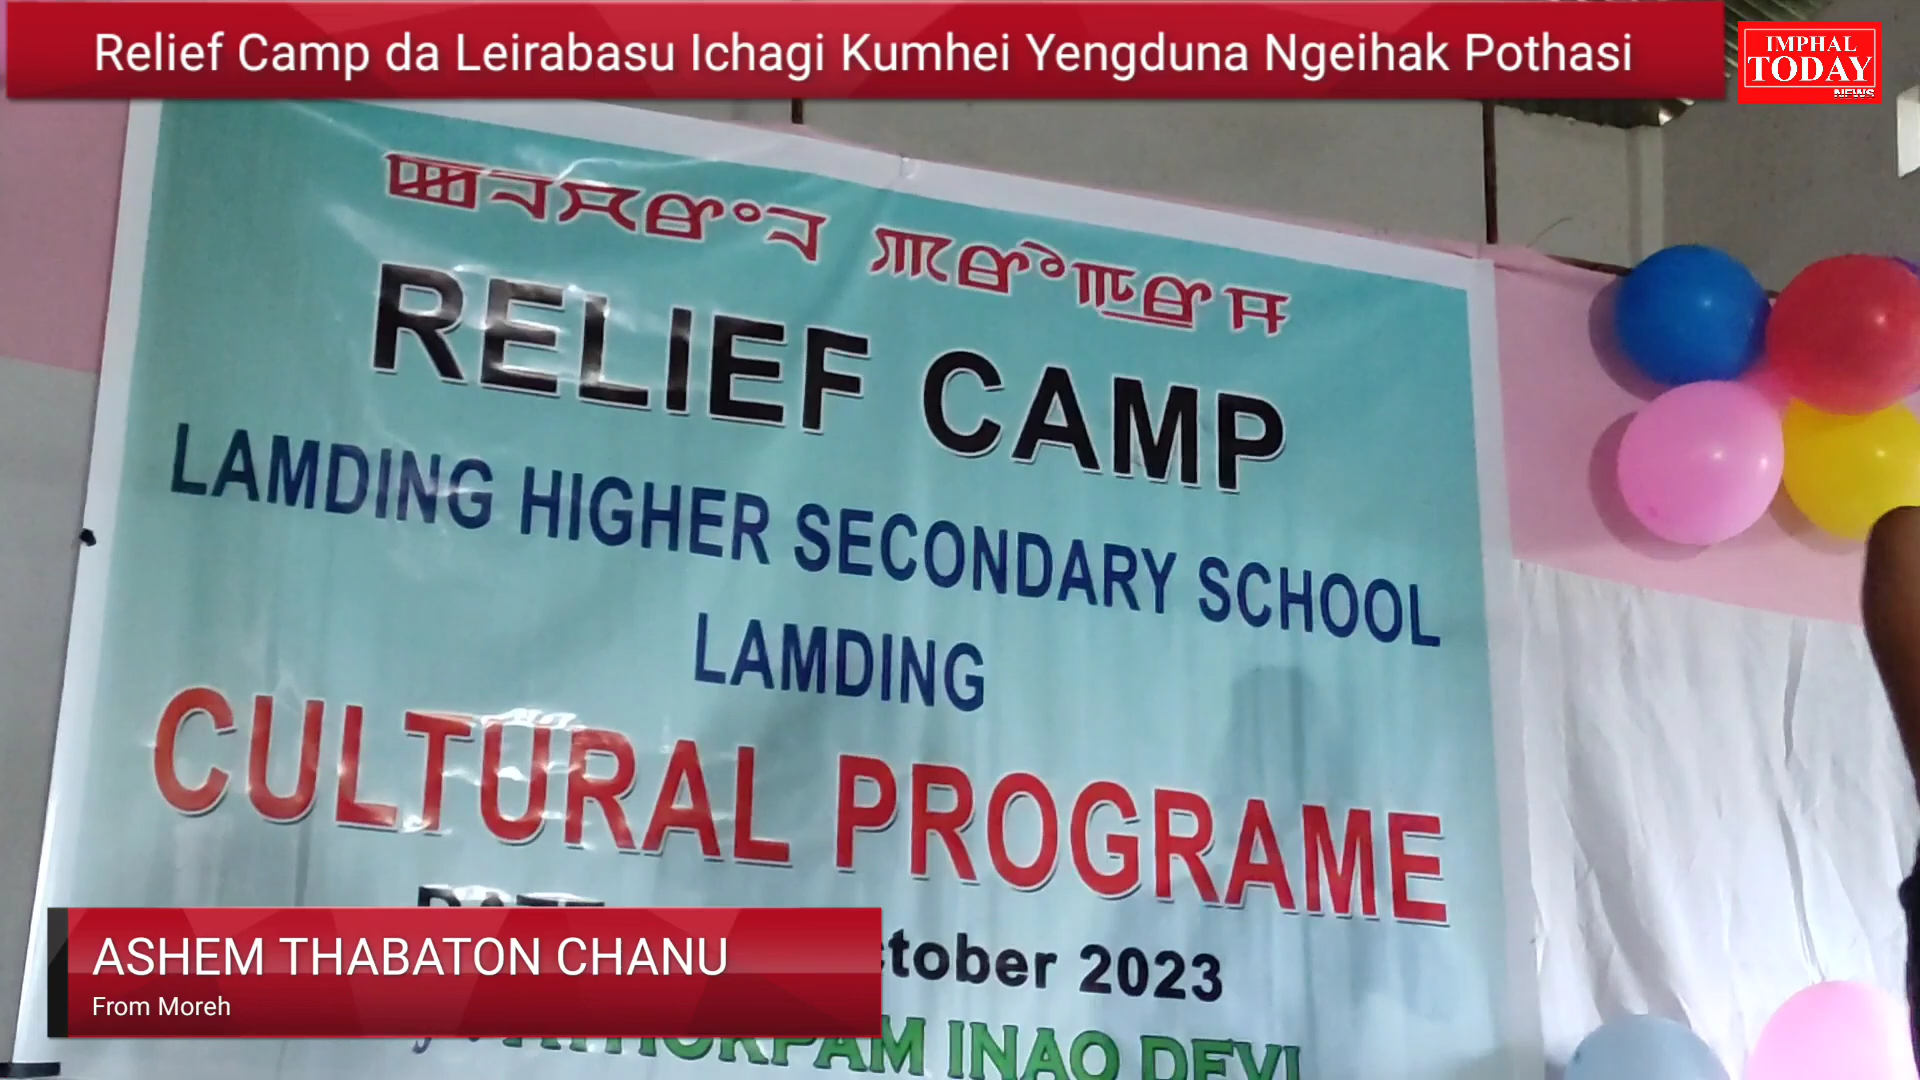 Relief Camp da Leirabasu Ichagi Kumhei Yengduna Ngeihak Pothasi
IMPHAL
TODAY
NEWS
RELIEF CAMP
LAMDING HIGHER SECONDARY SCHOOL
LAMDING
CULTURAL PROGRAME
2023
INAO DEVI
ASHEM THABATON CHANU
From Moreh